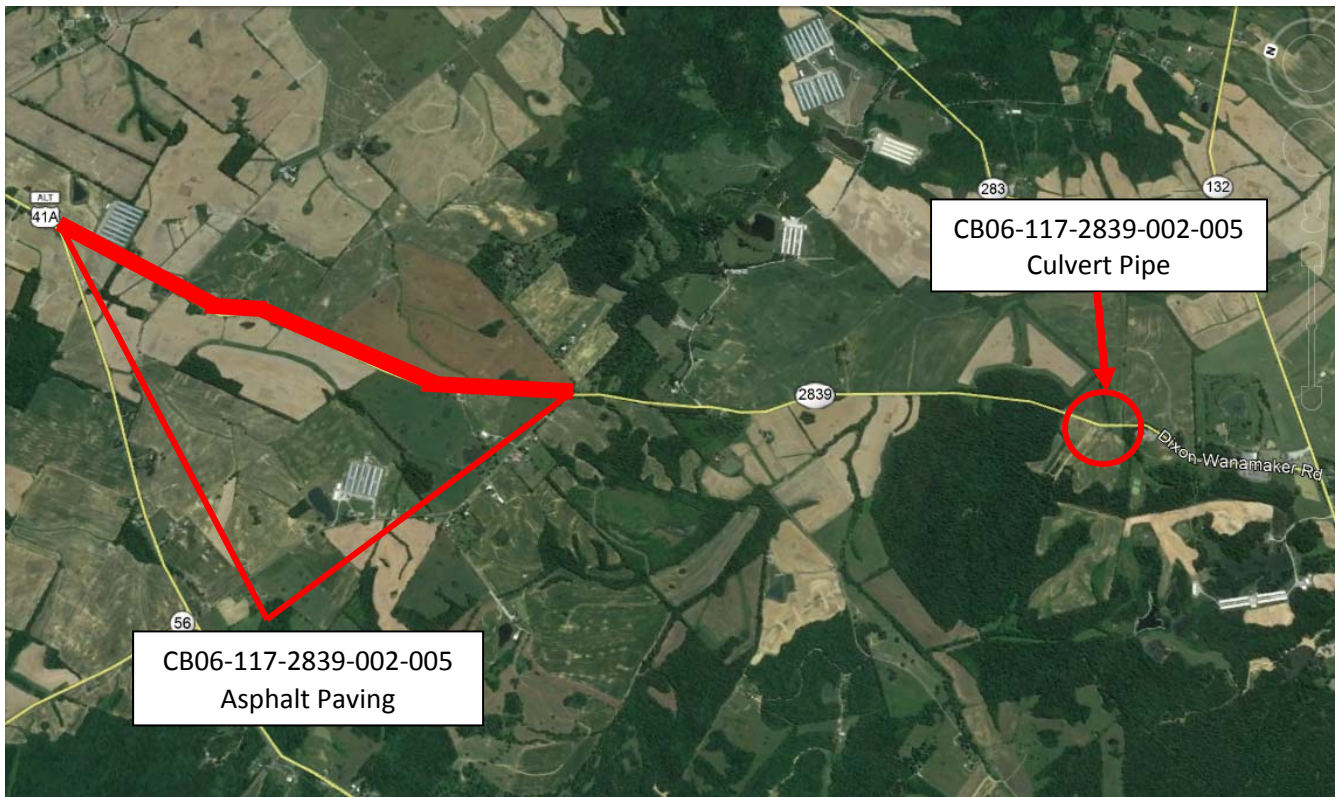 N
ALT
41A
283
132
CB06-117-2839-002-005
Culvert Pipe
2839
Dixon Wanamaker Rd
56
CB06-117-2839-002-005
Asphalt Paving